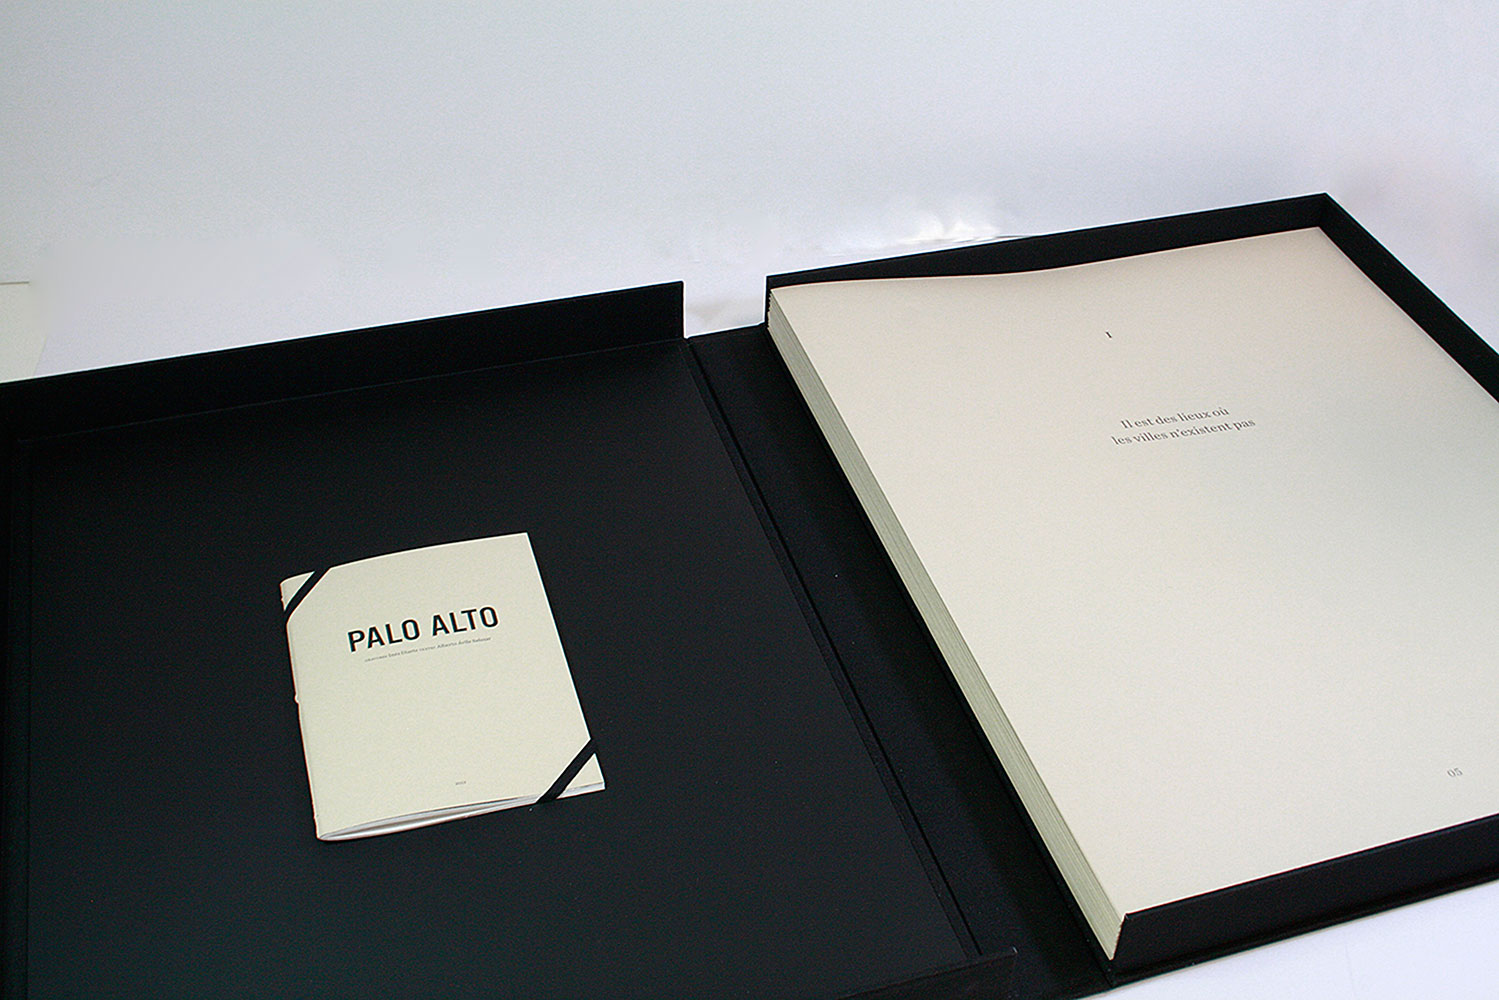 PALO ALTO
I
Il est des lieux où
les villes n'existent pas
05